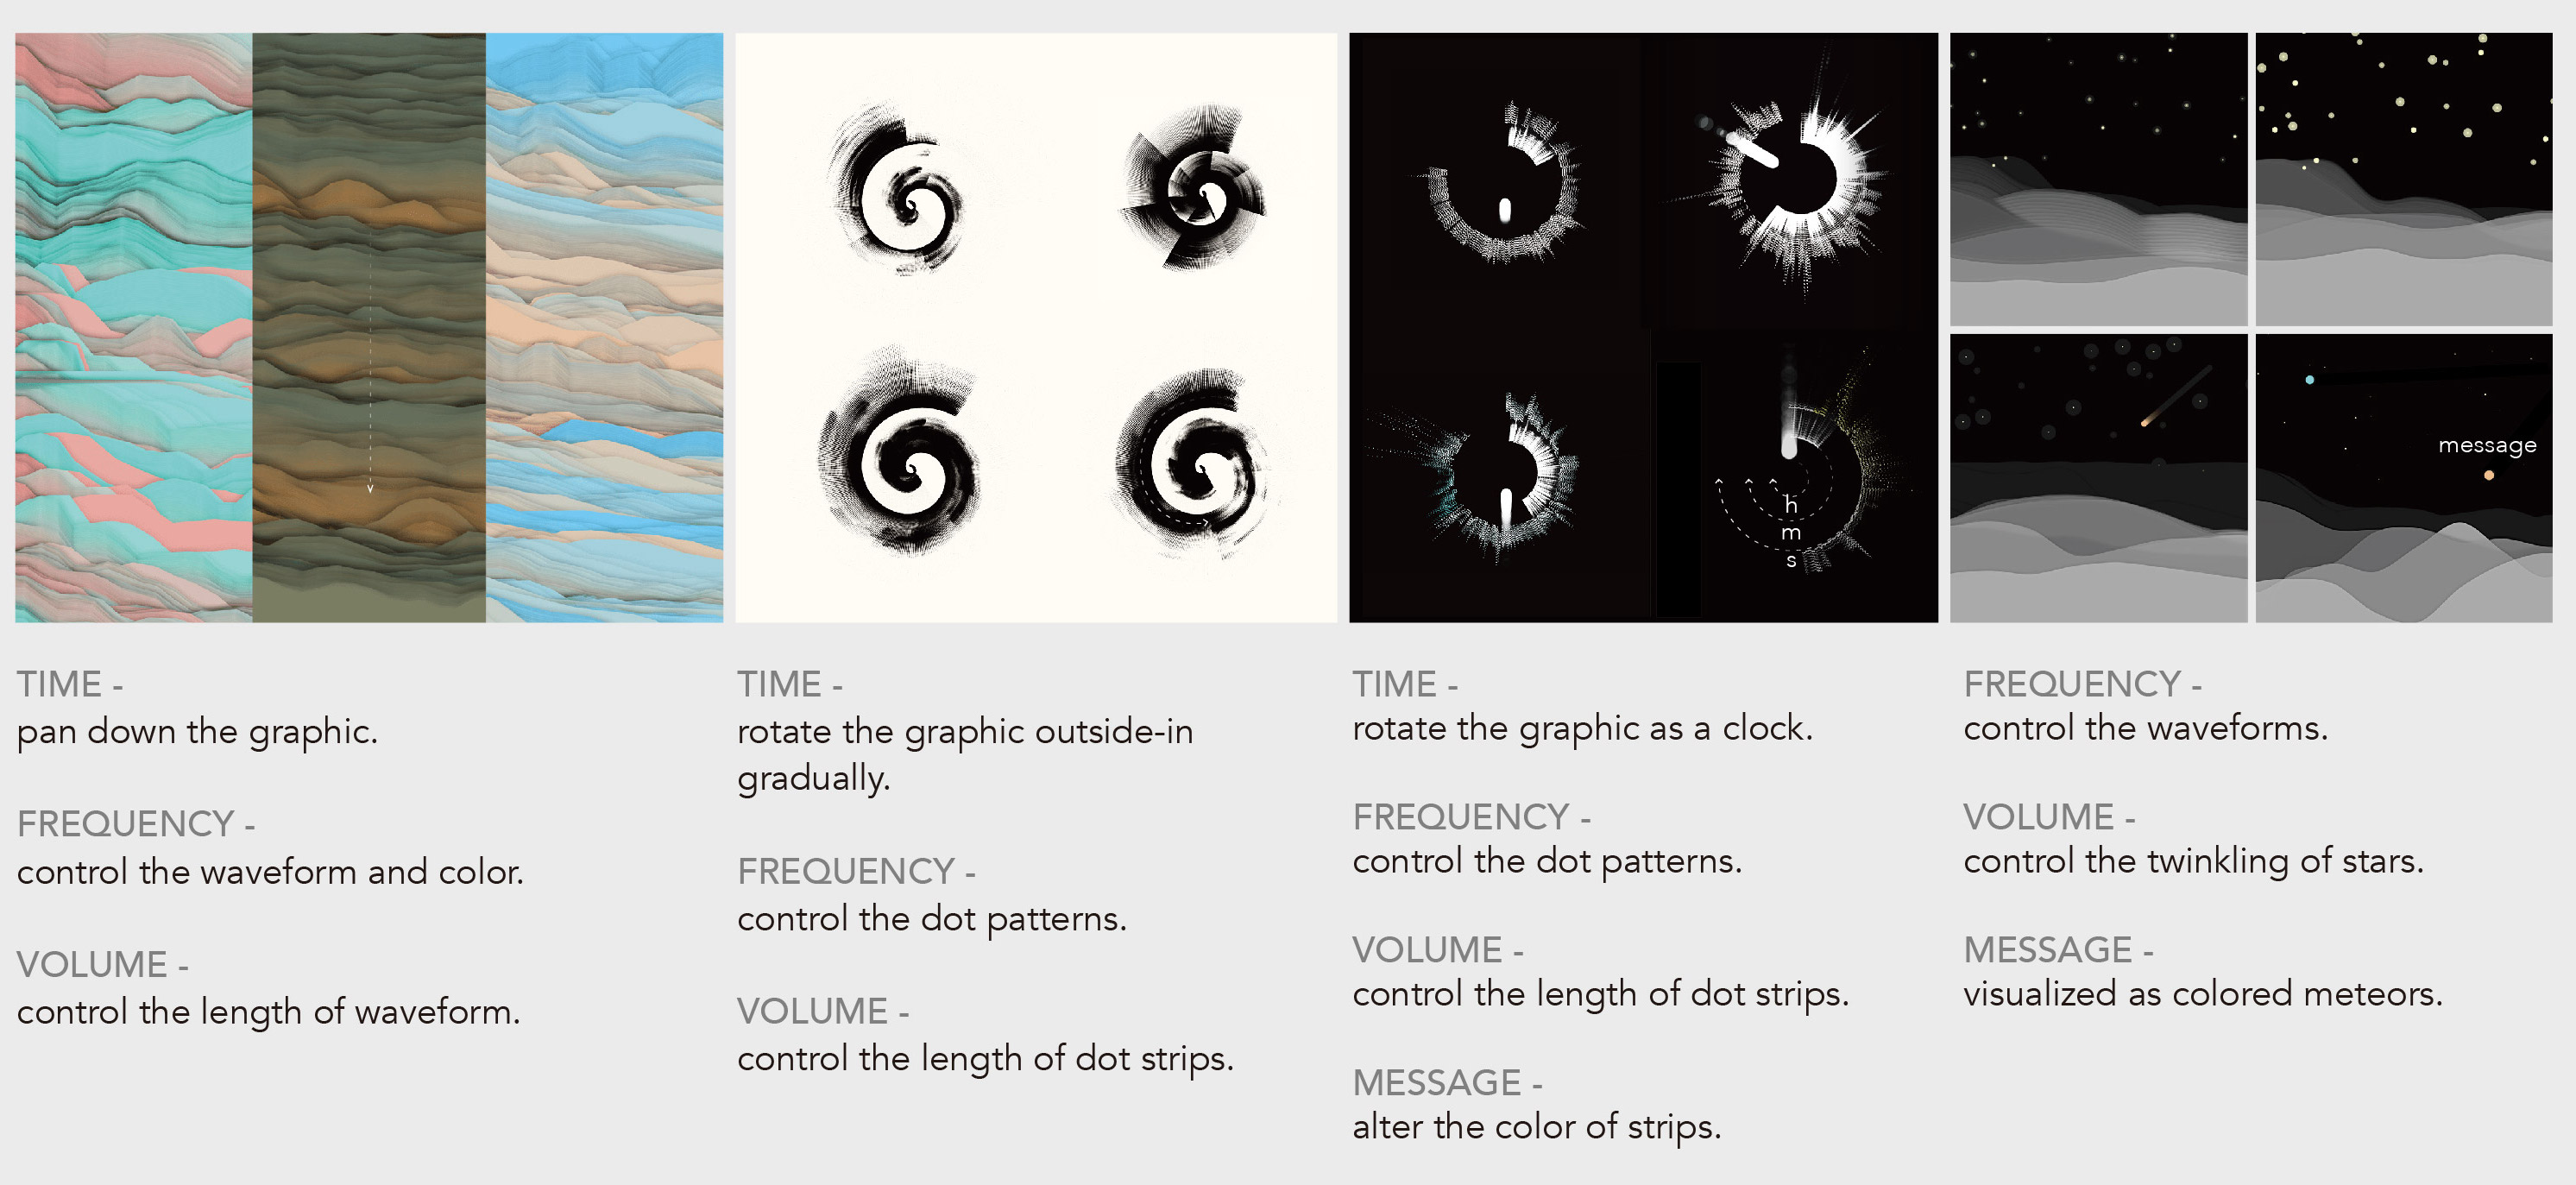 h
m
s
message
TIME -
pan down the graphic.
FREQUENCY -
control the waveform and color.
VOLUME -
control the length of waveform.
TIME -
rotate the graphic outside-in
gradually.
FREQUENCY -
control the dot patterns.
VOLUME -
control the length of dot strips.
TIME -
rotate the graphic as a clock.
FREQUENCY -
control the dot patterns.
VOLUME -
control the length of dot strips.
MESSAGE -
alter the color of strips.
FREQUENCY -
control the waveforms.
VOLUME -
control the twinkling of stars.
MESSAGE -
visualized as colored meteors.